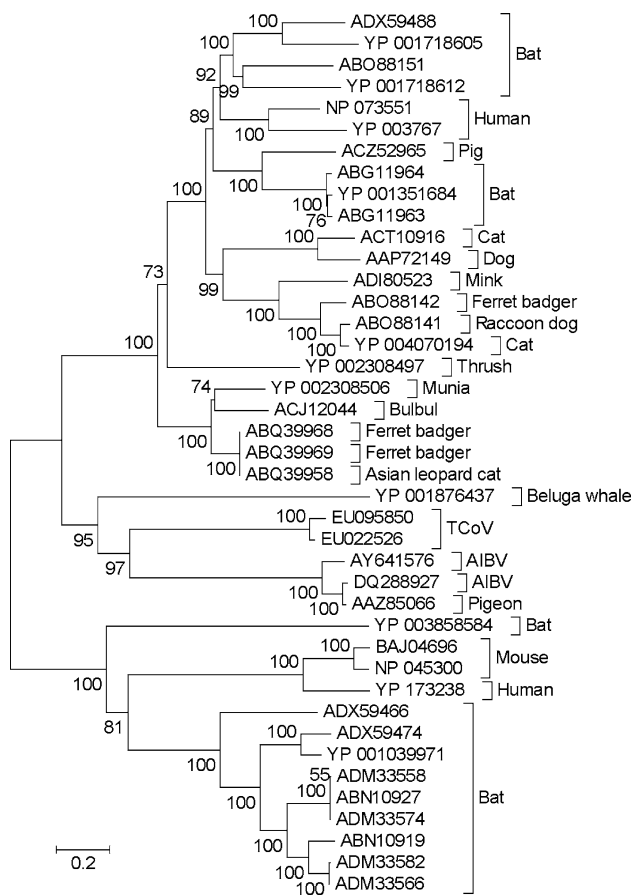 100 ADX59488
100 YP 001718605 Bat
92 100 ABO88151
99 YP 001718612
89 NP 073551 Human
100 YP 003767
100 ACZ52965 Pig
100 ABG11964
100 YP 001351684 Bat
76 ABG11963
100 ACT10916 Cat
AAP72149 Dog
73 99 ADI80523 Mink
100 ABO88142 Ferret badger
100 ABO88141 Raccoon dog
100 100 YP 004070194 Cat
YP 002308497 Thrush
74 YP 002308506 Munia
ACJ12044 Bulbul
100 ABQ39968 Ferret badger
ABQ39969 Ferret badger
100 ABQ39958 Asian leopard cat
YP 001876437 Beluga whale
100 EU095850 TCoV
95 EU022526
97 AY641576 AIBV
100 DQ288927 AIBV
100 AAZ85066 Pigeon
YP 003858584 Bat
100 BAJ04696 Mouse
100 NP 045300
100 YP 173238 Human
81 ADX59466
100 ADX59474
100 YP 001039971
55 ADM33558
100 100 ABN10927 Bat
ADM33574
100 ABN10919
ADM33582
0.2 100 100 ADM33566